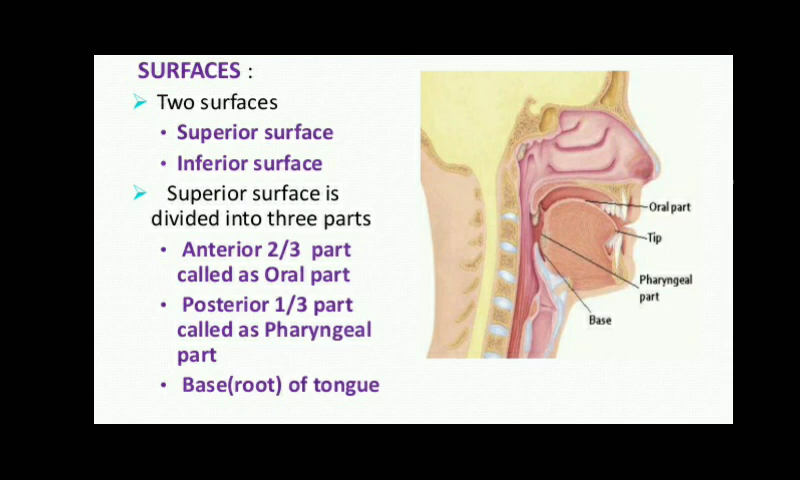 SURFACES :
➢ Two surfaces
• Superior surface
• Inferior surface
➢ Superior surface is
divided into three parts
• Anterior 2/3 part
called as Oral part
• Posterior 1/3 part
called as Pharyngeal
part
• Base(root) of tongue
Oral part
Tip
Pharyngeal
part
Base